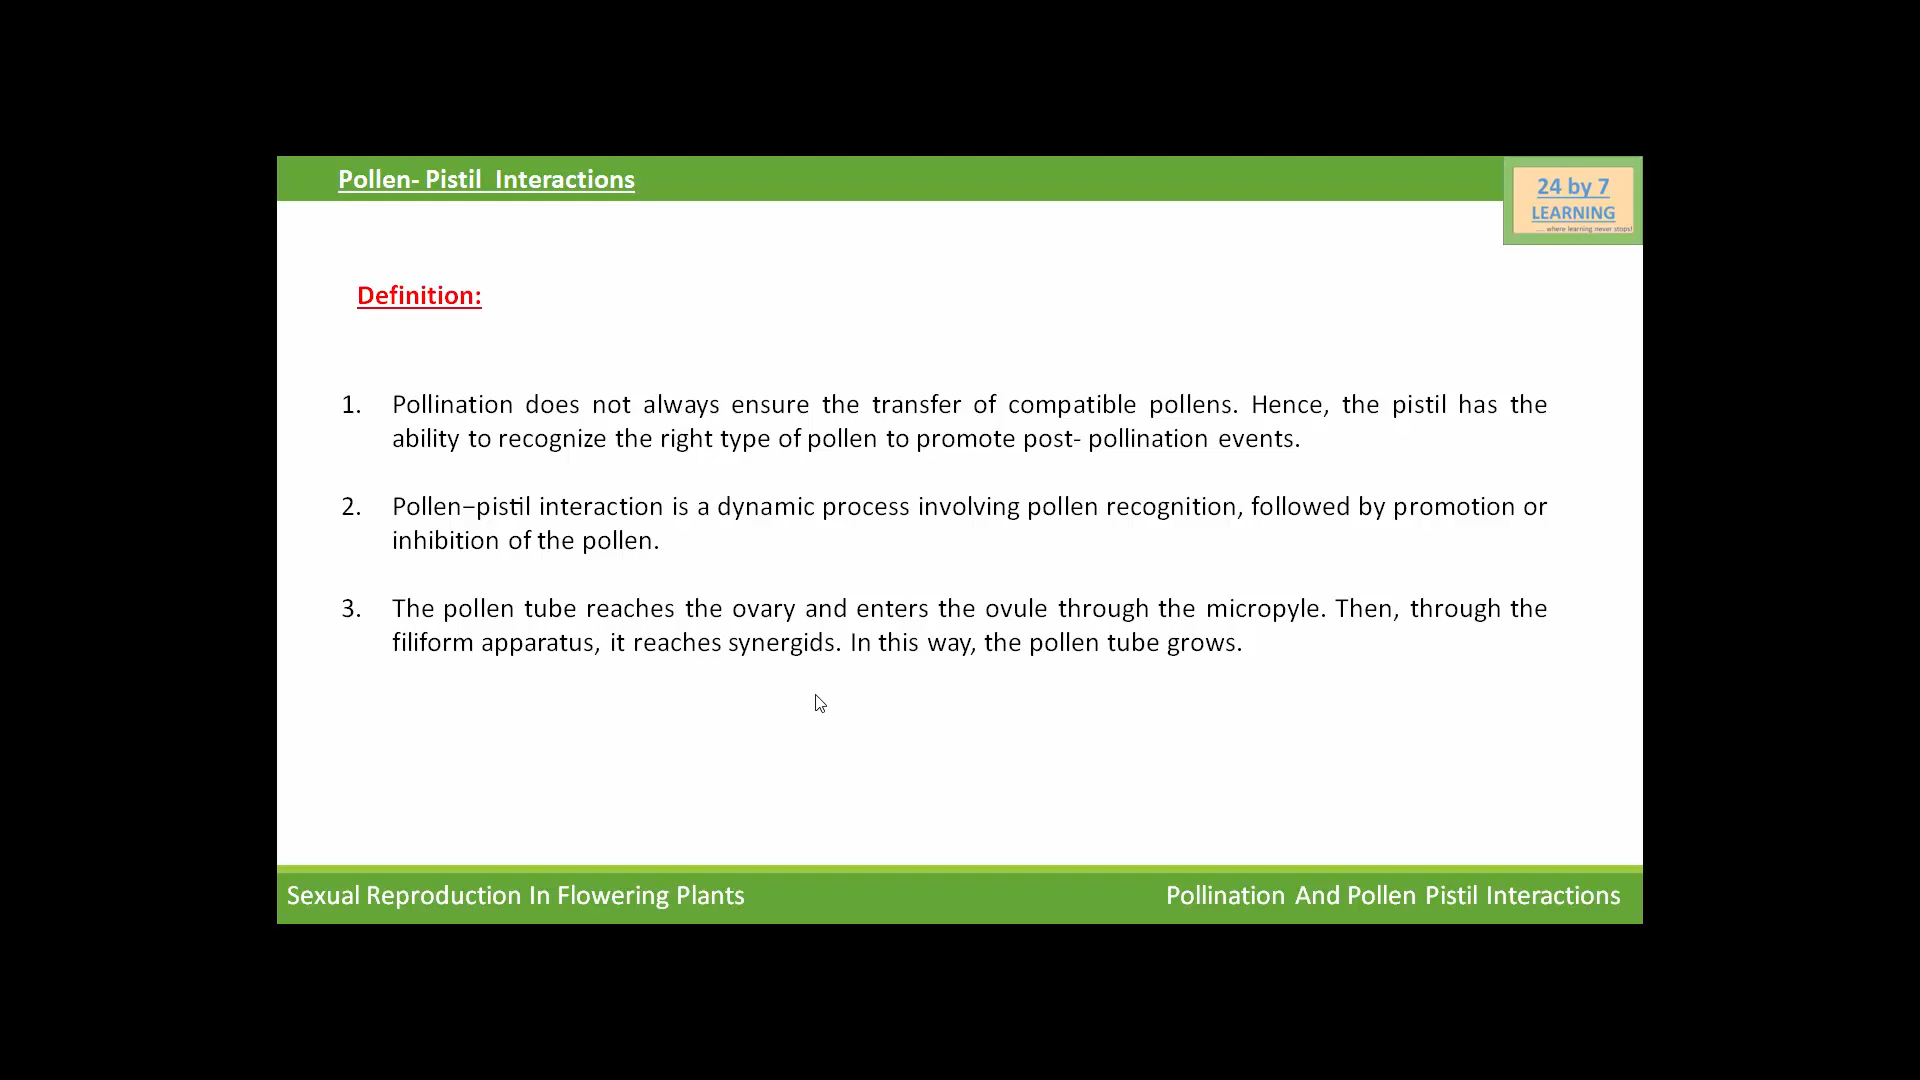 Pollen- Pistil Interactions
24 by 7
LEARNING
.... where learning never stops!
Definition:
1. Pollination does not always ensure the transfer of compatible pollens. Hence, the pistil has the
ability to recognize the right type of pollen to promote post- pollination events.
2. Pollen–pistil interaction is a dynamic process involving pollen recognition, followed by promotion or
inhibition of the pollen.
3. The pollen tube reaches the ovary and enters the ovule through the micropyle. Then, through the
filiform apparatus, it reaches synergids. In this way, the pollen tube grows.
Sexual Reproduction In Flowering Plants
Pollination And Pollen Pistil Interactions